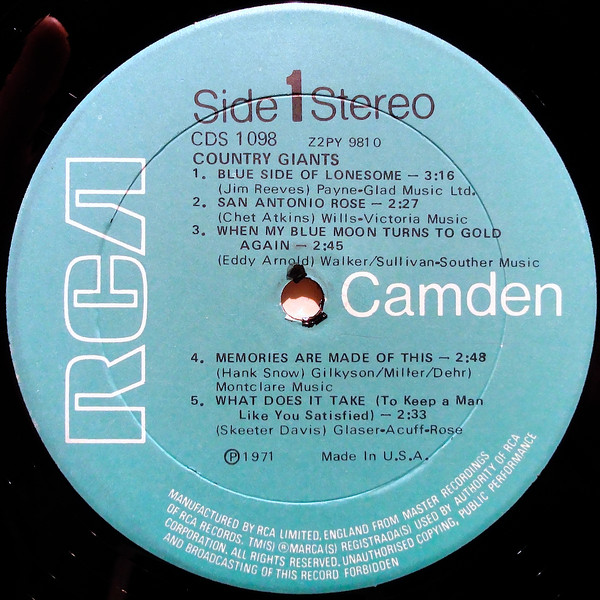 Side 1 Stereo
CDS 1098 Z2PY 9810
COUNTRY GIANTS
1. BLUE SIDE OF LONESOME — 3:16
(Jim Reeves) Payne-Glad Music Ltd.
2. SAN ANTONIO ROSE — 2:27
(Chet Atkins) Wills-Victoria Music
3. WHEN MY BLUE MOON TURNS TO GOLD
AGAIN — 2:45
(Eddy Arnold) Walker/Sullivan-Souther Music
RCA
Camden
4. MEMORIES ARE MADE OF THIS — 2:48
(Hank Snow) Gilkyson/Miller/Dehr)
Montclare Music
5. WHAT DOES IT TAKE (To Keep a Man
Like You Satisfied) — 2:33
(Skeeter Davis) Glaser-Acuff-Rose
℗1971 Made In U.S.A.
MANUFACTURED BY RCA LIMITED, ENGLAND FROM MASTER RECORDINGS
OF RCA RECORDS. TM(S) ® MARCA(S) REGISTRADA(S) USED BY AUTHORITY OF RCA
CORPORATION. ALL RIGHTS RESERVED. UNAUTHORISED COPYING, PUBLIC PERFORMANCE
AND BROADCASTING OF THIS RECORD FORBIDDEN